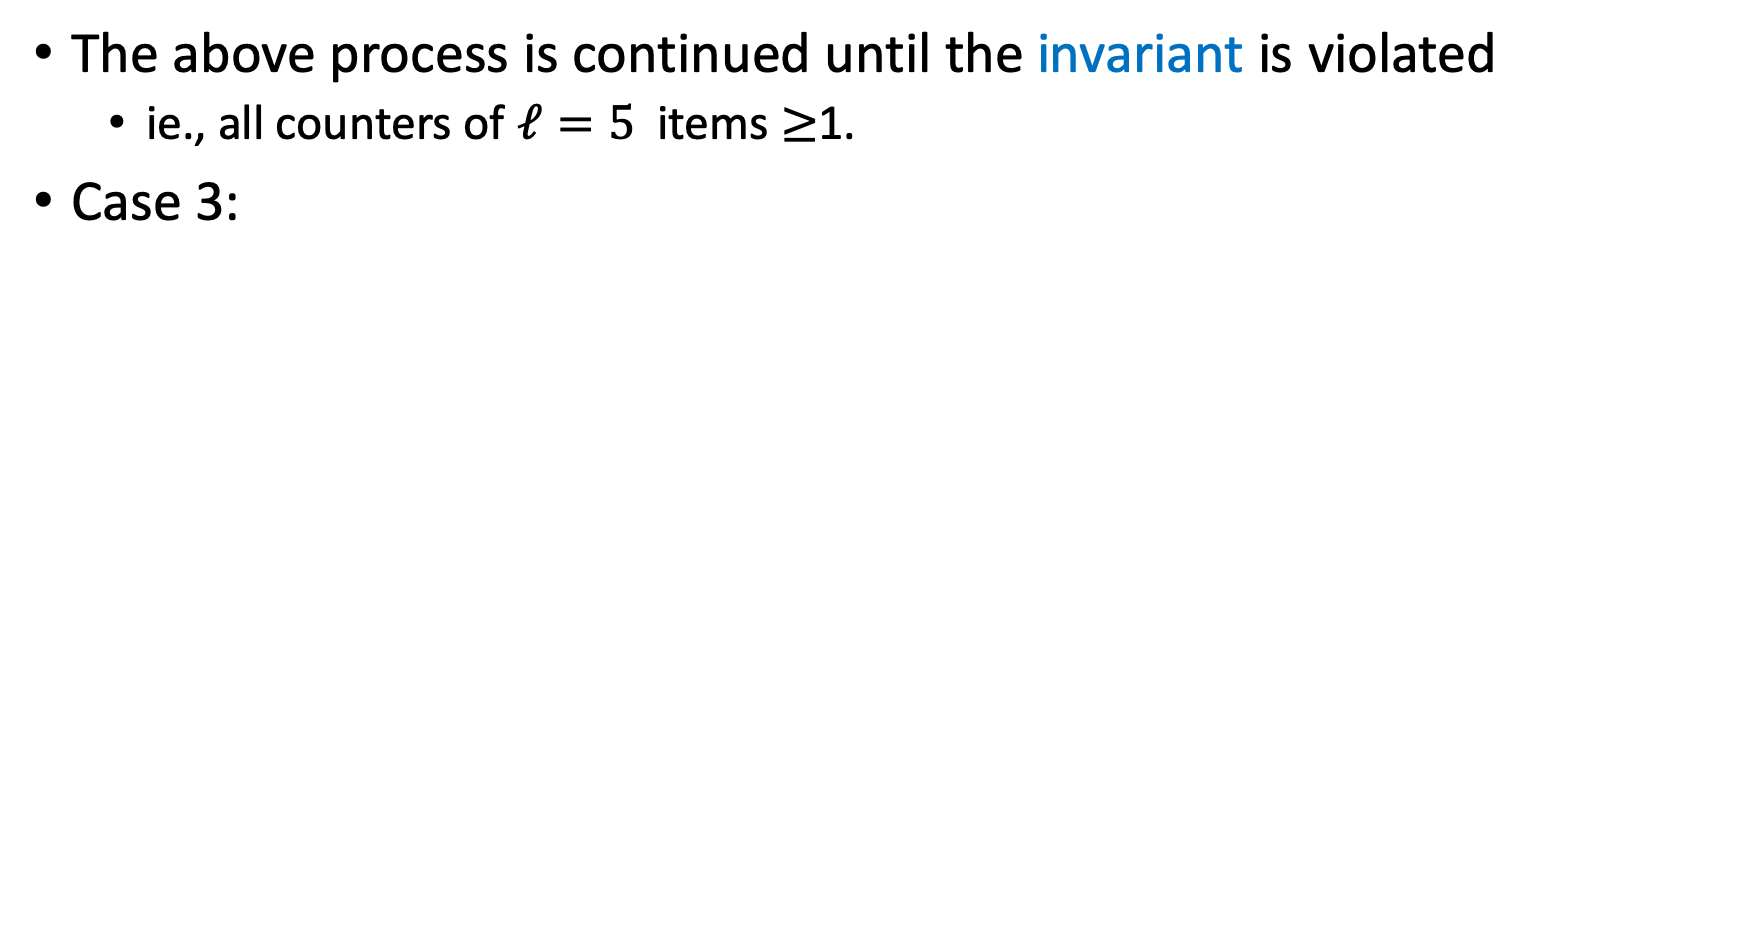 • The above process is continued until the invariant is violated
• ie., all counters of ℓ = 5 items ≥1.
• Case 3: